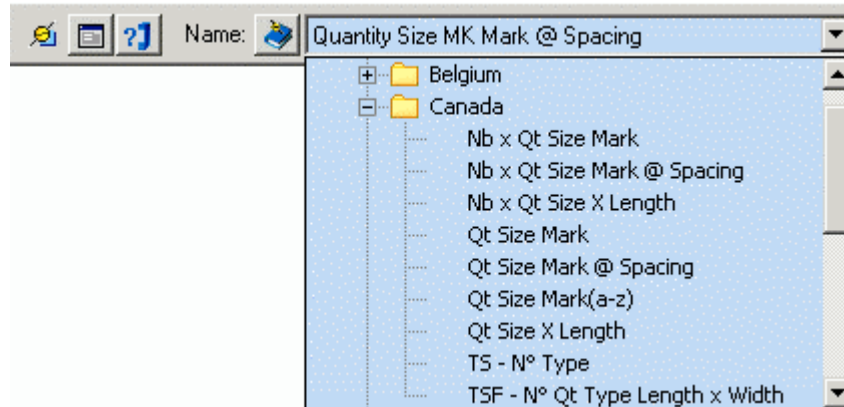 Name: Quantity Size MK Mark @ Spacing
Belgium
Canada
Nb x Qt Size Mark
Nb x Qt Size Mark @ Spacing
Nb x Qt Size X Length
Qt Size Mark
Qt Size Mark @ Spacing
Qt Size Mark(a-z)
Qt Size X Length
TS - N° Type
TSF - N° Qt Type Length x Width